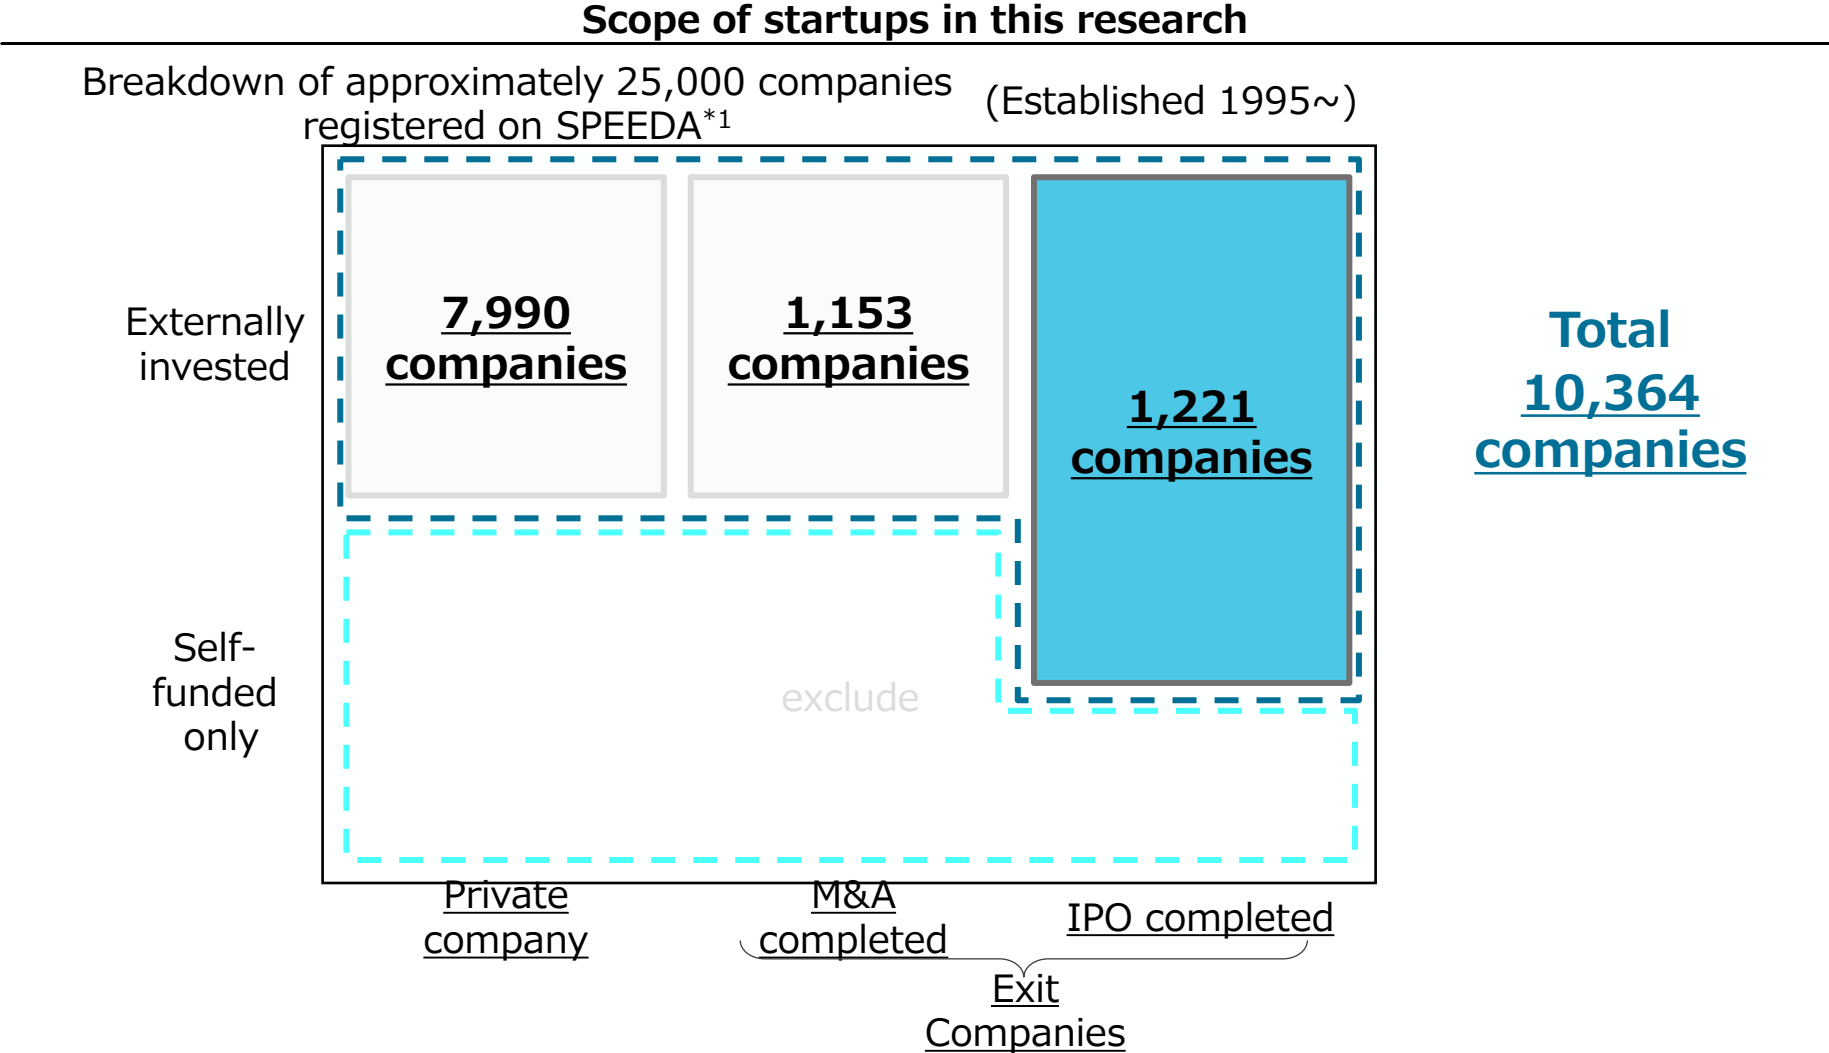 Scope of startups in this research
Breakdown of approximately 25,000 companies
registered on SPEEDA*1
(Established 1995~)
Externally
invested
7,990
companies
1,153
companies
1,221
companies
Total
10,364
companies
Self-
funded
only
exclude
Private
company
M&A
completed
IPO completed
Exit
Companies